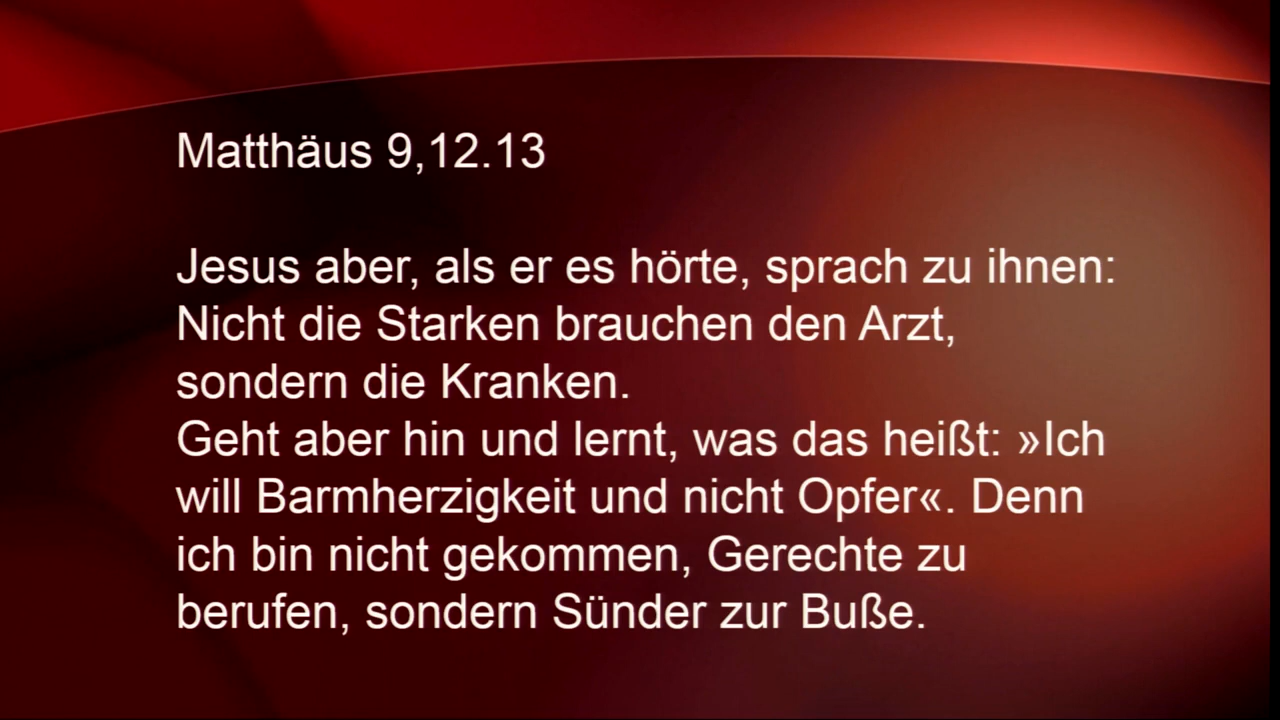 Matthäus 9,12.13
Jesus aber, als er es hörte, sprach zu ihnen:
Nicht die Starken brauchen den Arzt,
sondern die Kranken.
Geht aber hin und lernt, was das heißt: »Ich
will Barmherzigkeit und nicht Opfer«. Denn
ich bin nicht gekommen, Gerechte zu
berufen, sondern Sünder zur Buße.